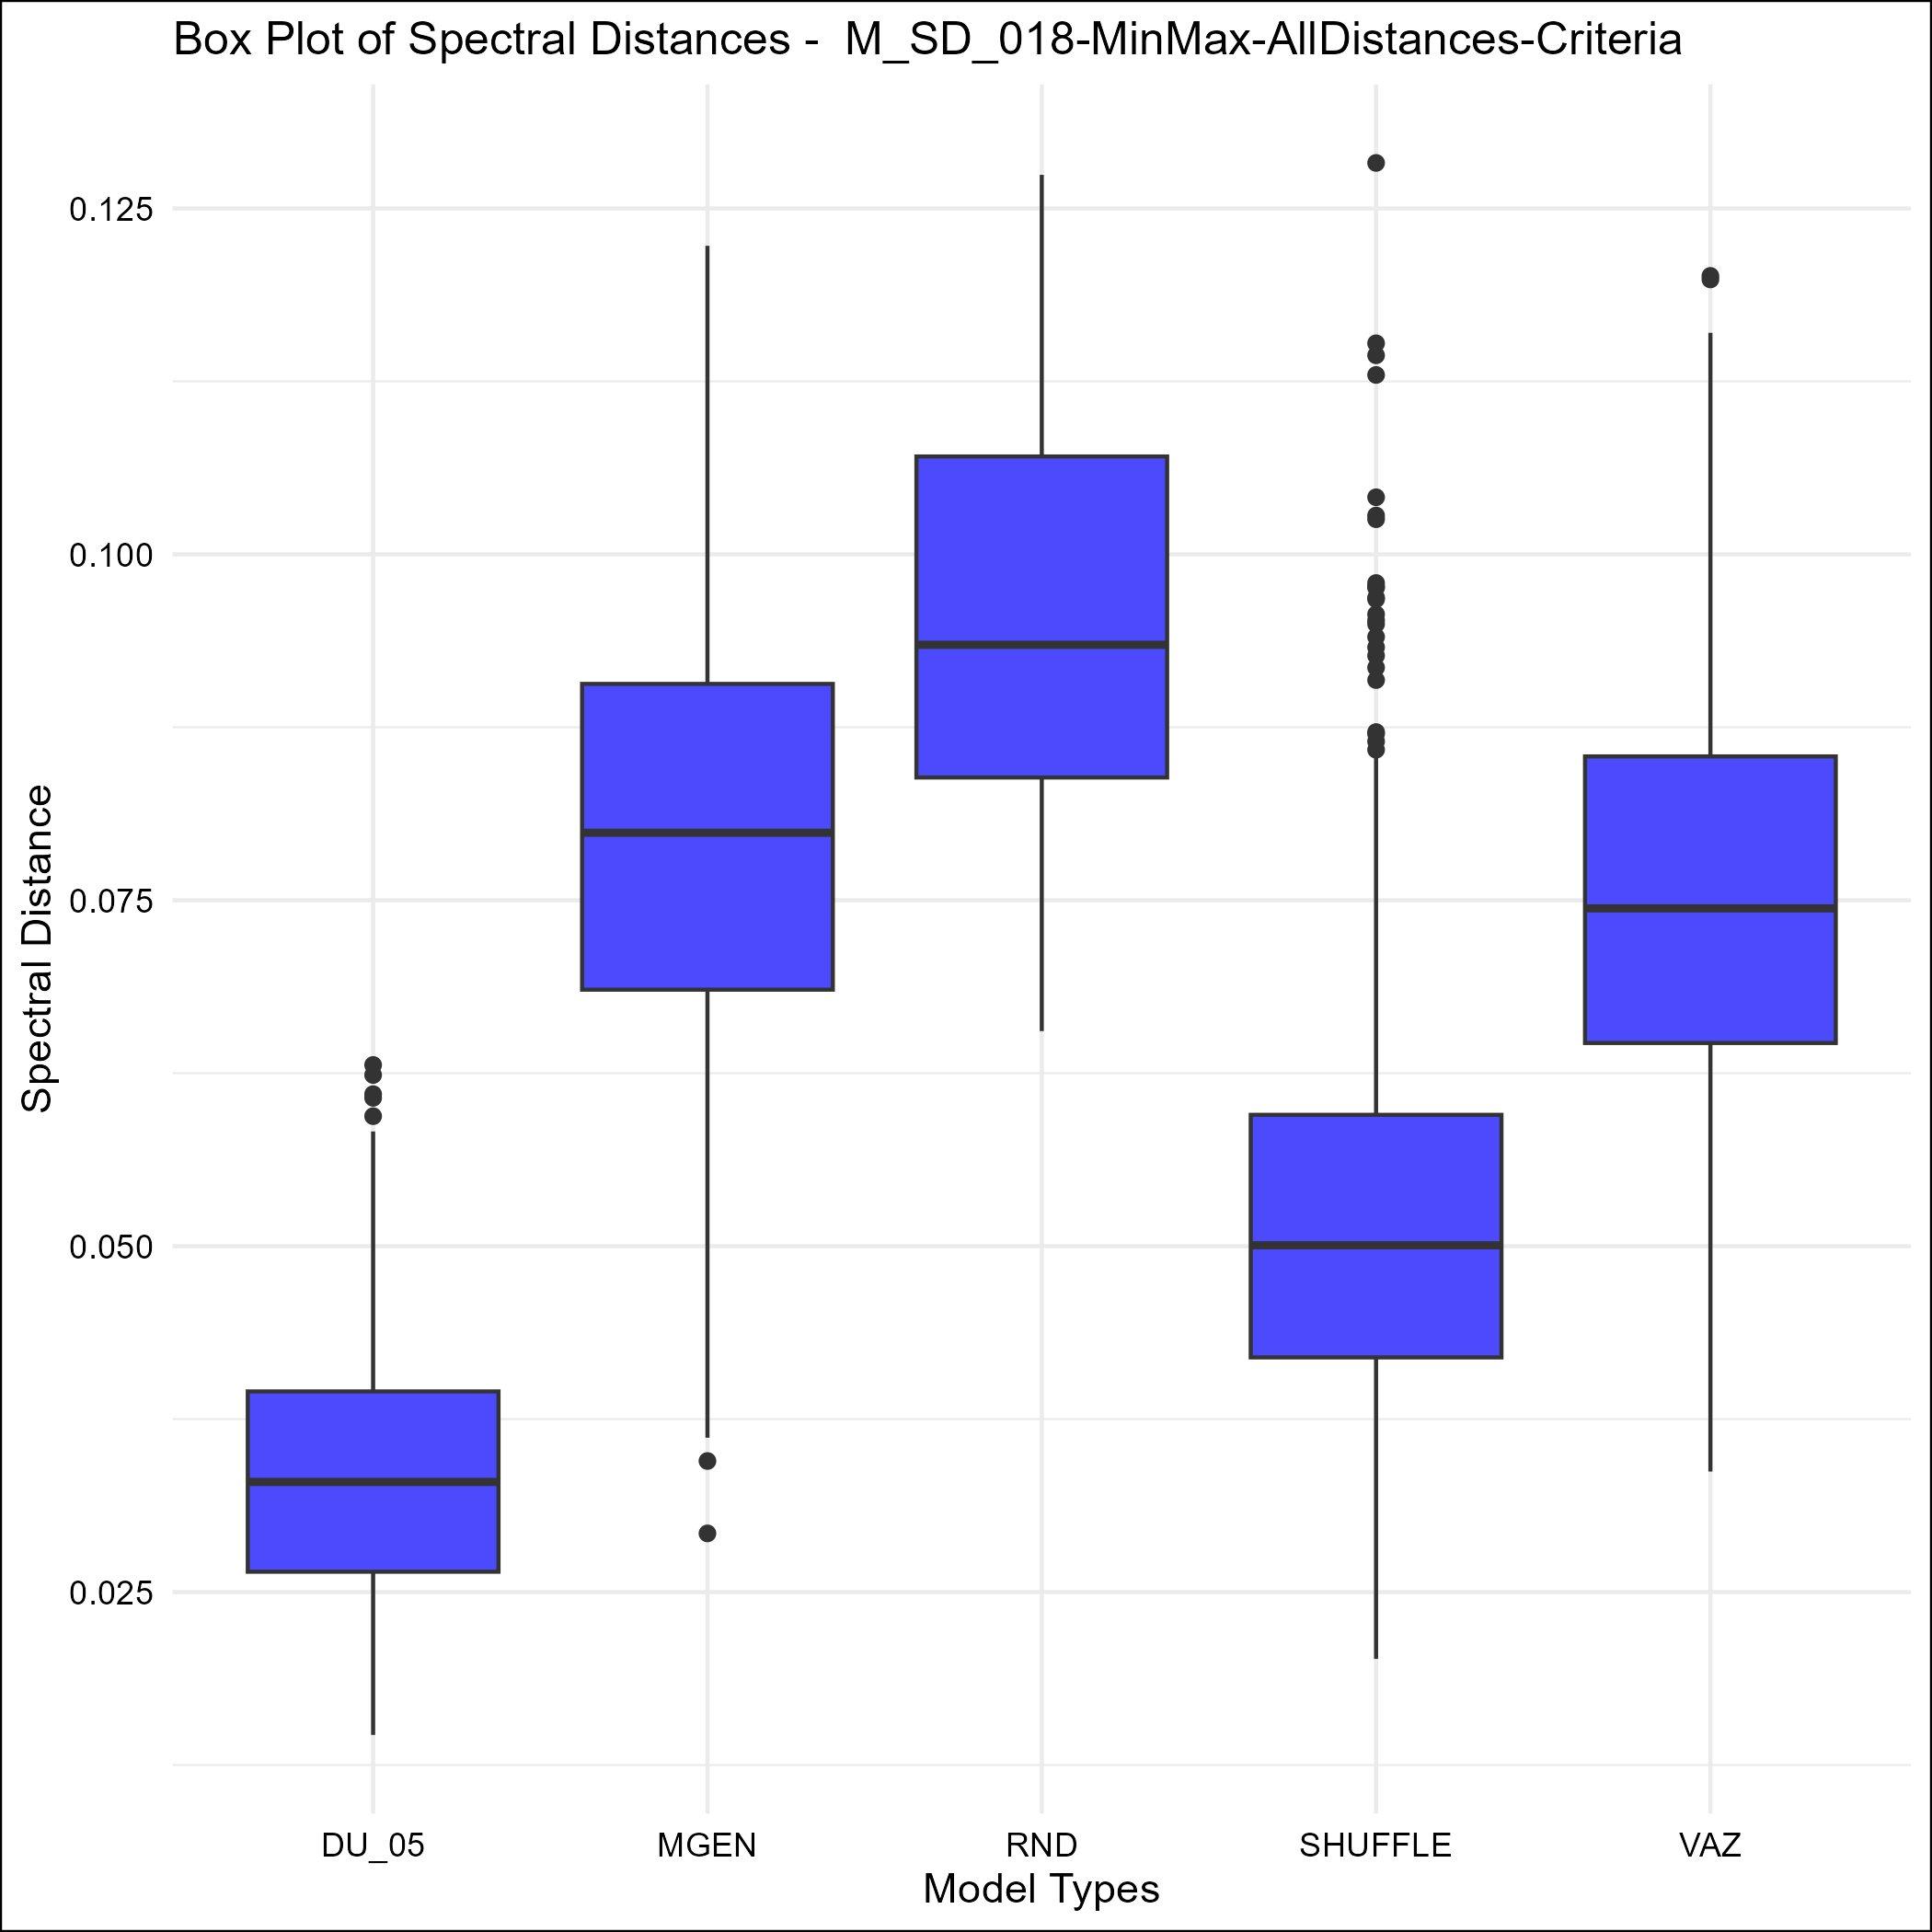 Box Plot of Spectral Distances -  M_SD_018-MinMax-AllDistances-Criteria
Spectral Distance
0.125
0.100
0.075
0.050
0.025
DU_05 MGEN RND SHUFFLE VAZ
Model Types